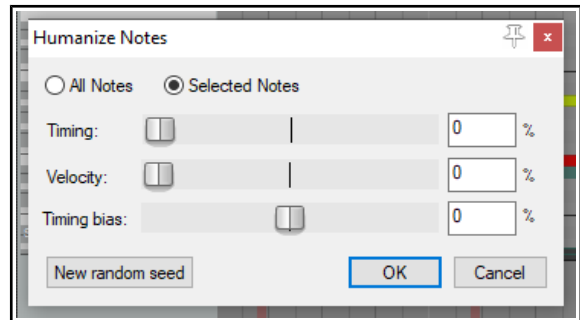 Humanize Notes
All Notes Selected Notes
Timing: 0 %
Velocity: 0 %
Timing bias: 0 %
New random seed OK Cancel